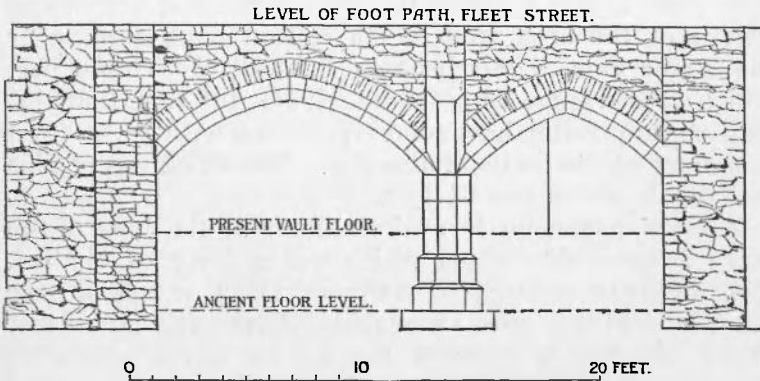 LEVEL OF FOOT PATH, FLEET STREET.
PRESENT VAULT FLOOR.
ANCIENT FLOOR LEVEL.
0 10 20 FEET.